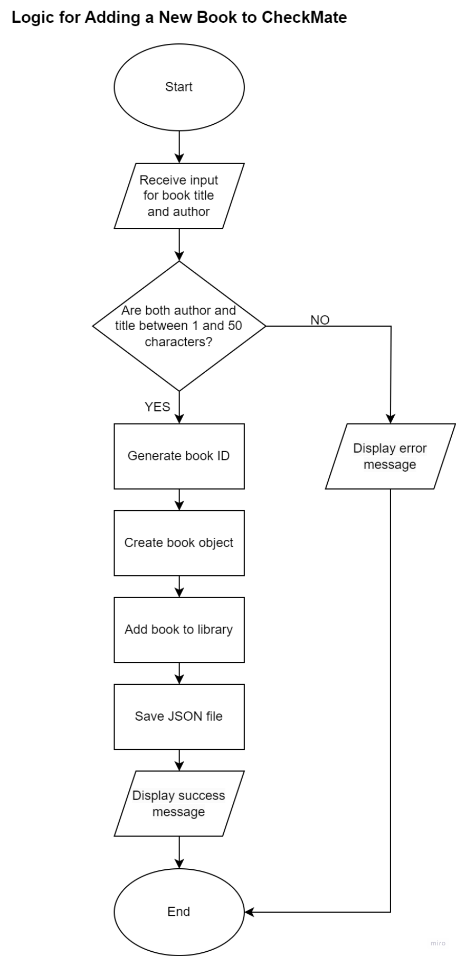 Logic for Adding a New Book to CheckMate
Start
Receive input
for book title
and author
Are both author and
title between 1 and 50
characters?
NO
YES
Generate book ID
Display error
message
Create book object
Add book to library
Save JSON file
Display success
message
End
miro